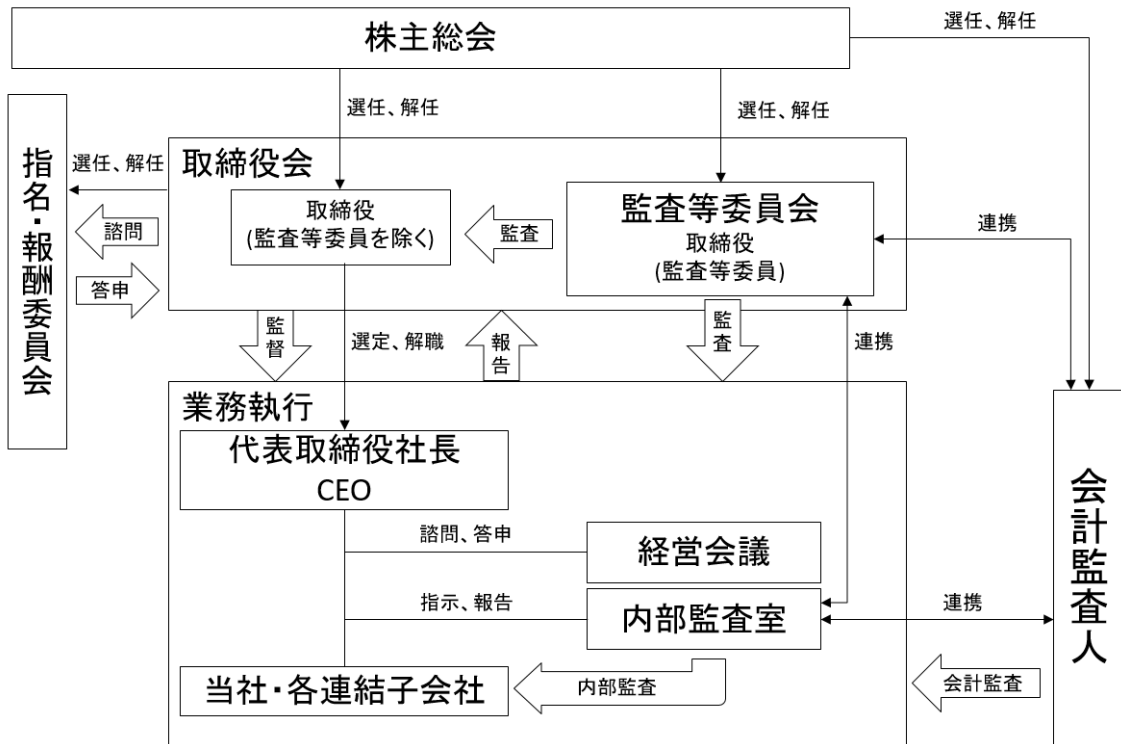 株主総会
選任、解任
選任、解任
選任、解任
指名・報酬委員会
選任、解任
諮問
答申
取締役会
取締役
(監査等委員を除く)
監査
監査等委員会
取締役
(監査等委員)
連携
監督
選定、解職
報告
監査
連携
業務執行
代表取締役社長
CEO
諮問、答申
経営会議
指示、報告
内部監査室
連携
当社・各連結子会社
内部監査
会計監査
会計監査人